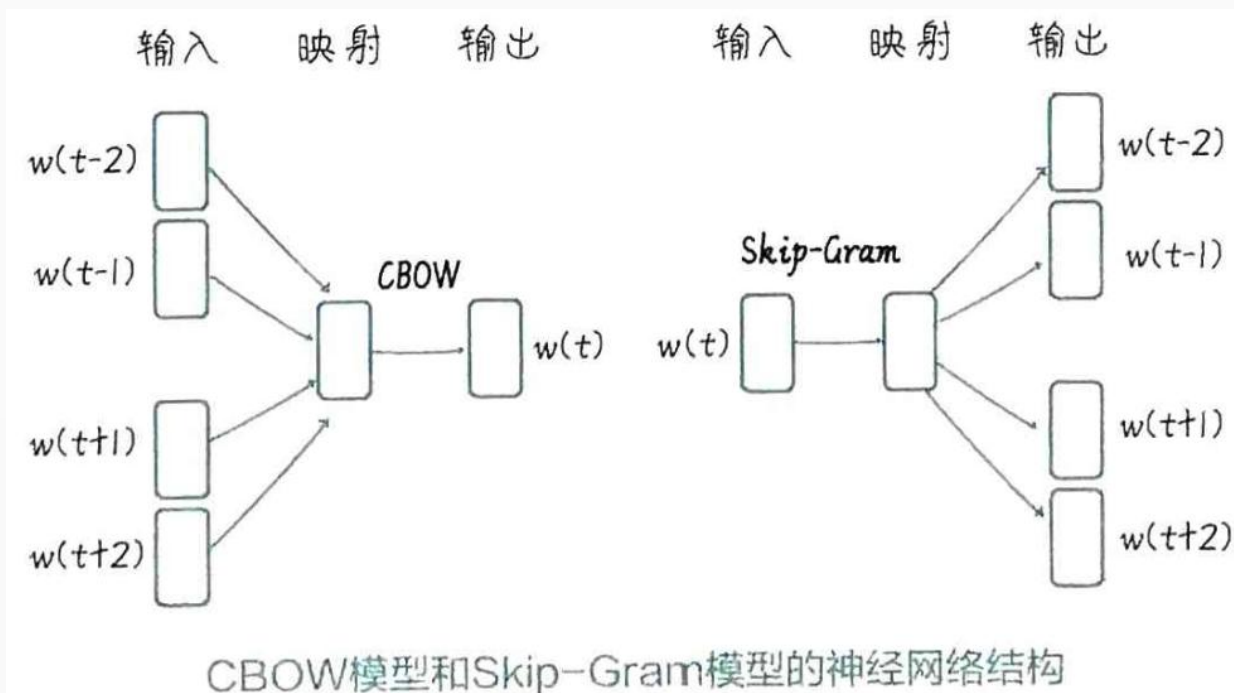 输入 映射 输出 输入 映射 输出
w(t-2) w(t-2)
w(t-1) CBOW Skip-Gram w(t-1)
w(t) w(t)
w(t+1) w(t+1)
w(t+2) w(t+2)
CBOW模型和Skip-Gram模型的神经网络结构